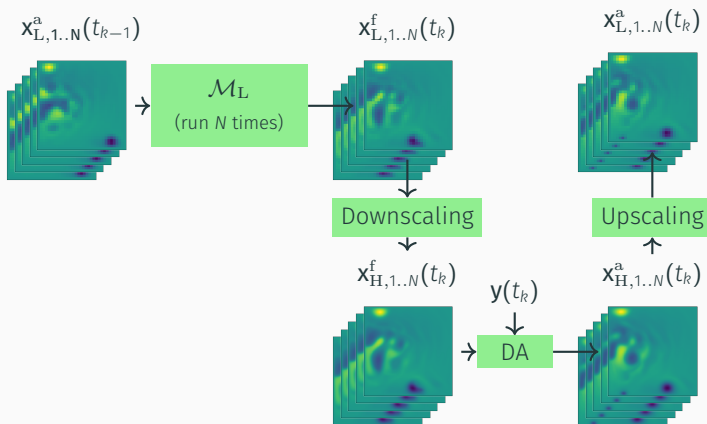 x^a_{L,1..N}(t_{k−1})
x^f_{L,1..N}(t_k)
x^a_{L,1..N}(t_k)
M_L
(run N times)
Downscaling
Upscaling
x^f_{H,1..N}(t_k)
y(t_k)
x^a_{H,1..N}(t_k)
DA